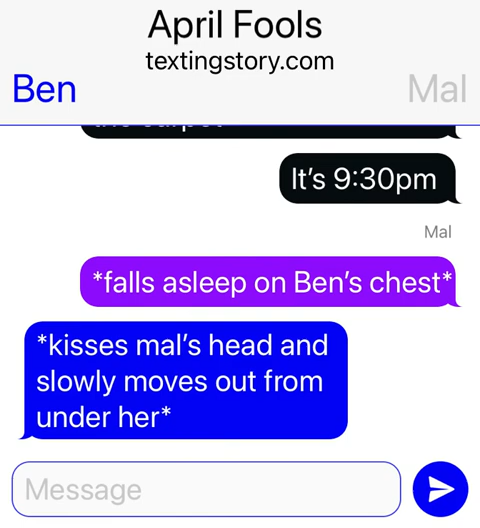 April Fools
textingstory.com
Ben
Mal
It’s 9:30pm
Mal
*falls asleep on Ben’s chest*
*kisses mal’s head and
slowly moves out from
under her*
Message